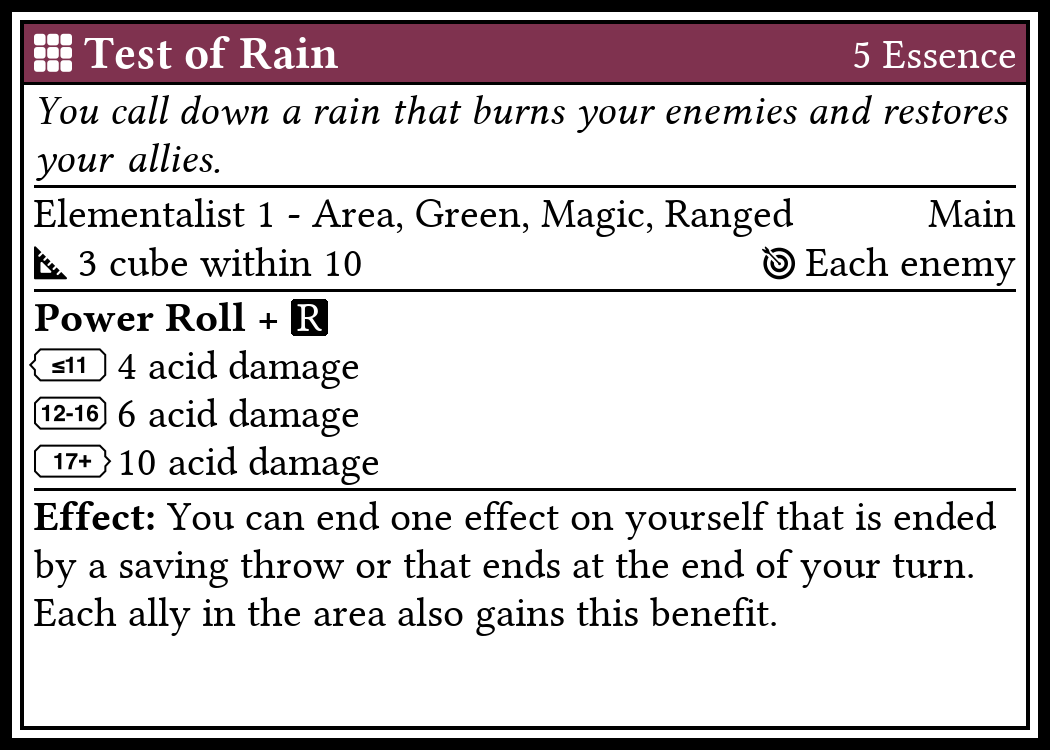 Test of Rain 5 Essence
You call down a rain that burns your enemies and restores
your allies.
Elementalist 1 - Area, Green, Magic, Ranged Main
3 cube within 10 Each enemy
Power Roll + R
≤11 4 acid damage
12-16 6 acid damage
17+ 10 acid damage
Effect: You can end one effect on yourself that is ended
by a saving throw or that ends at the end of your turn.
Each ally in the area also gains this benefit.